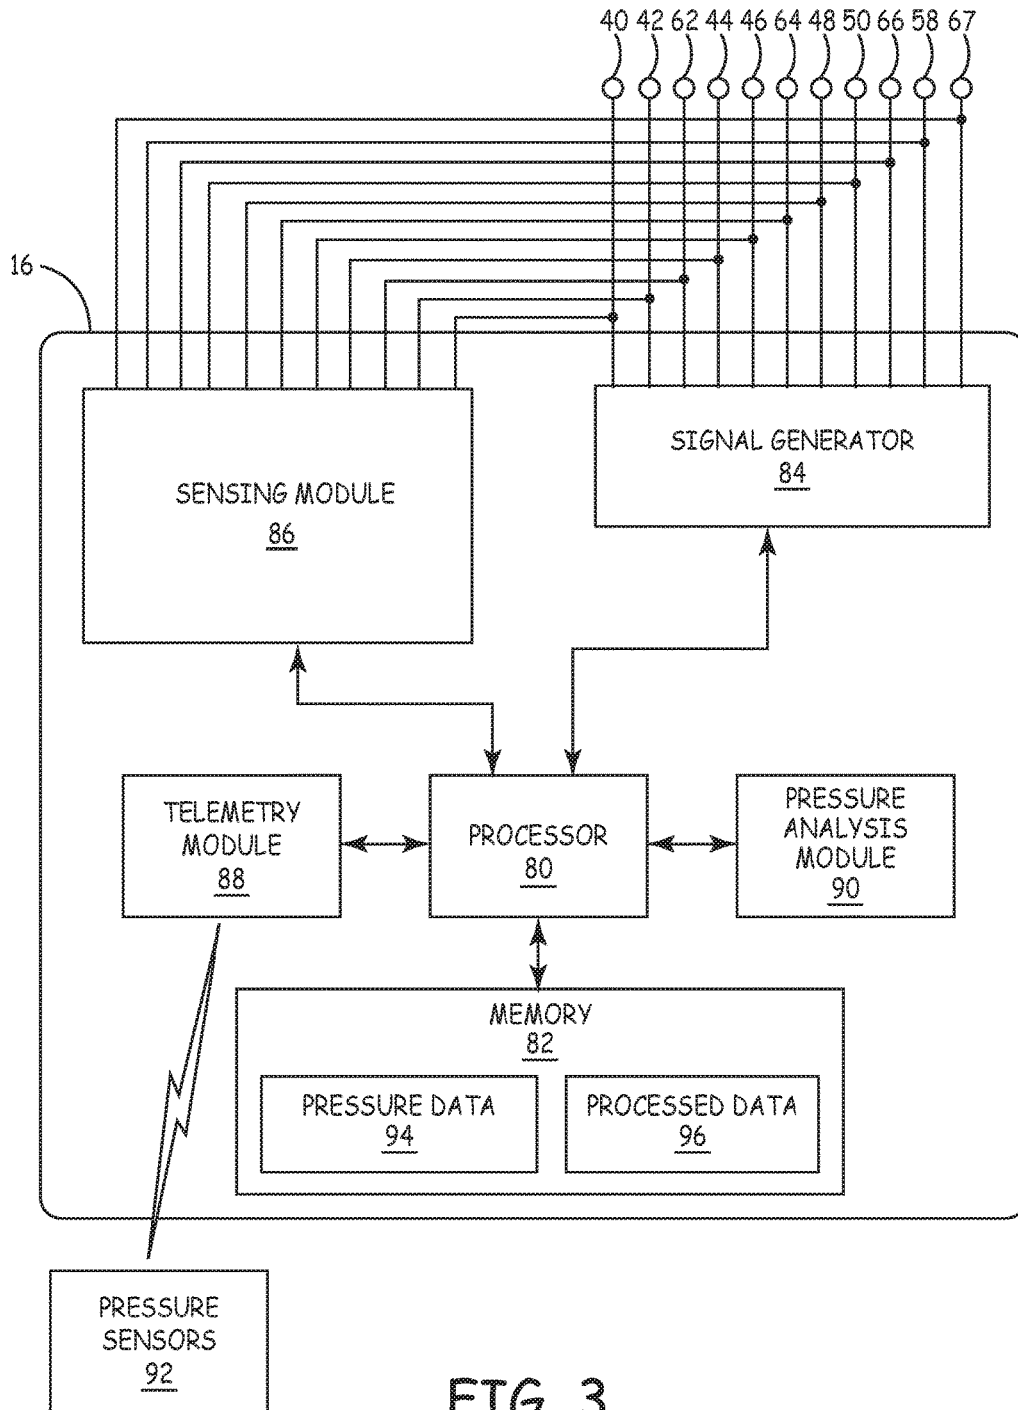 40 42 62 44 46 64 48 50 66 58 67
16
SIGNAL GENERATOR
84
SENSING MODULE
86
TELEMETRY
MODULE
88
PROCESSOR
80
PRESSURE
ANALYSIS
MODULE
90
MEMORY
82
PRESSURE DATA
94
PROCESSED DATA
96
PRESSURE
SENSORS
92
FIG. 3